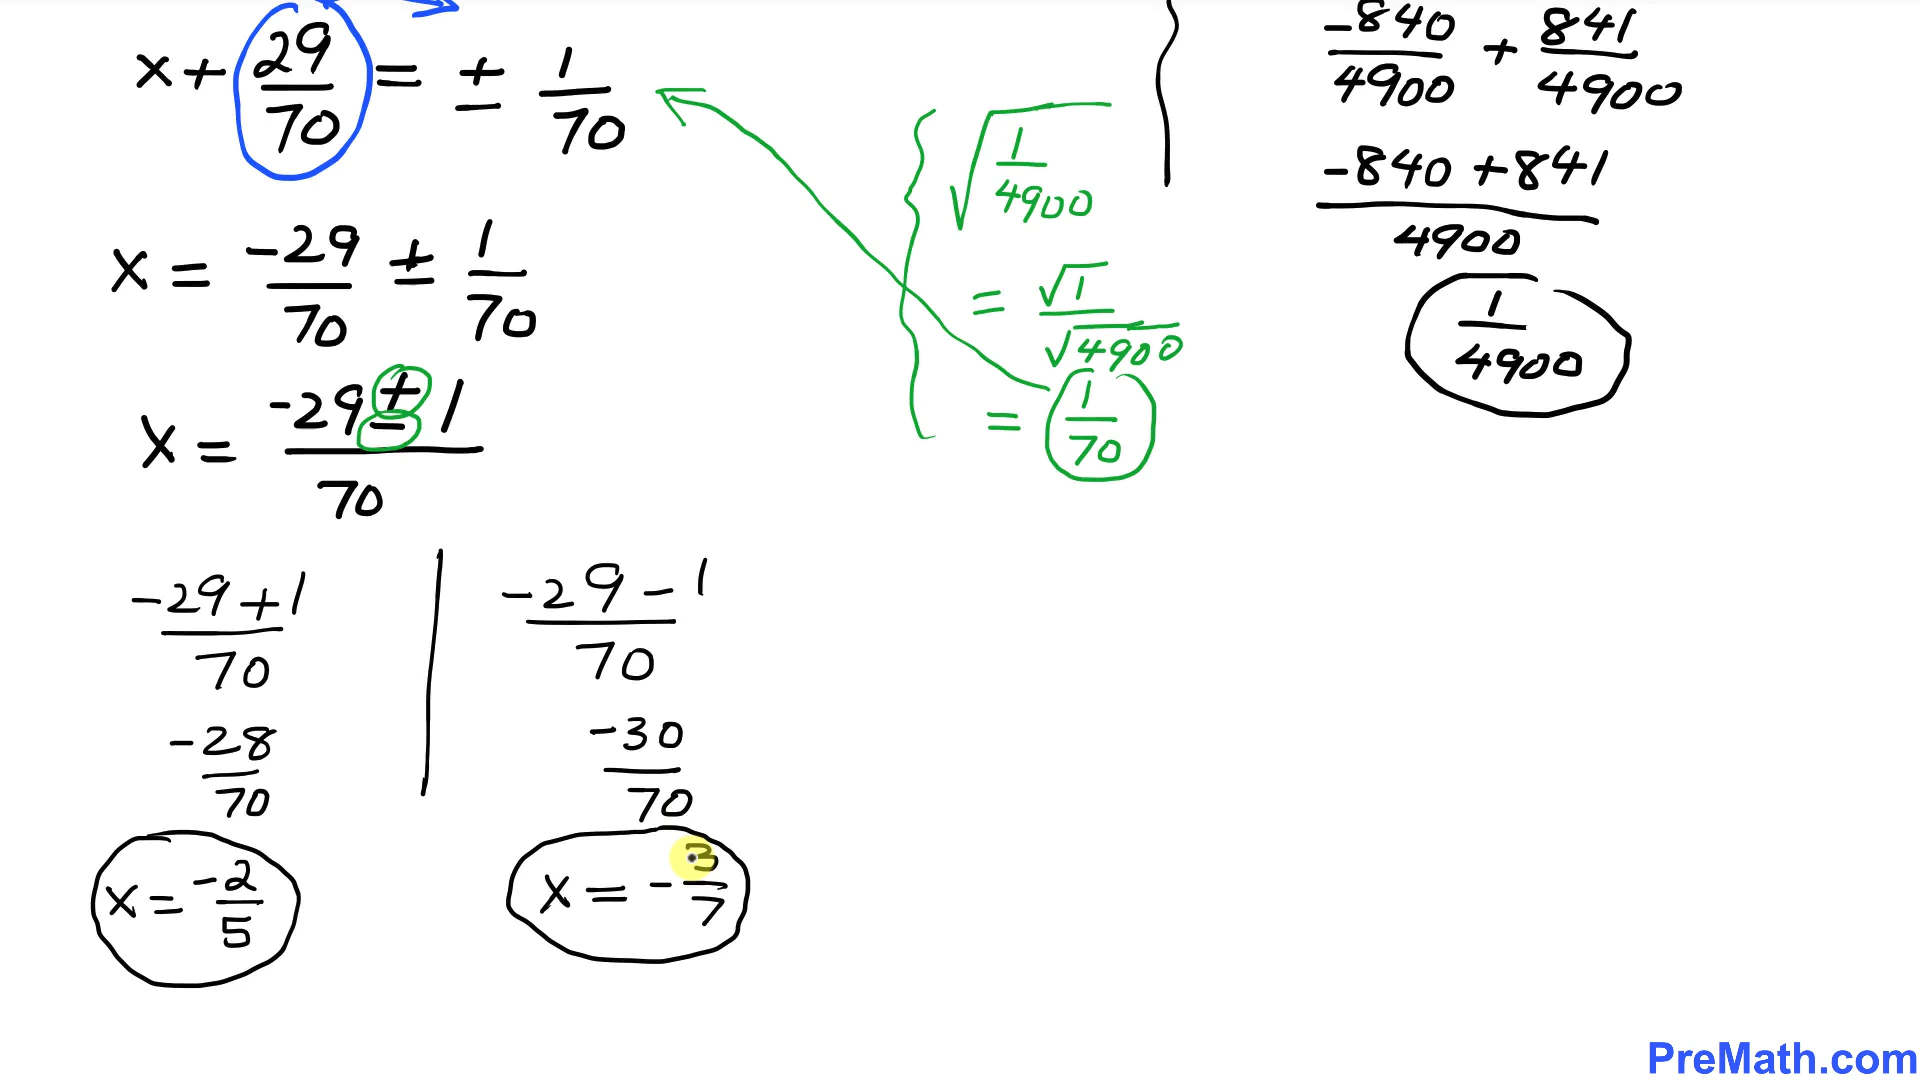 x + 29/70 = ± 1/70
x = -29/70 ± 1/70
x = -29 ± 1 / 70
-29 + 1 / 70
-28/70
x = -2/5
-29 - 1 / 70
-30/70
x = -3/7
√(1/4900)
= √1/√4900
= 1/70
-840/4900 + 841/4900
-840 + 841 / 4900
1/4900
PreMath.com